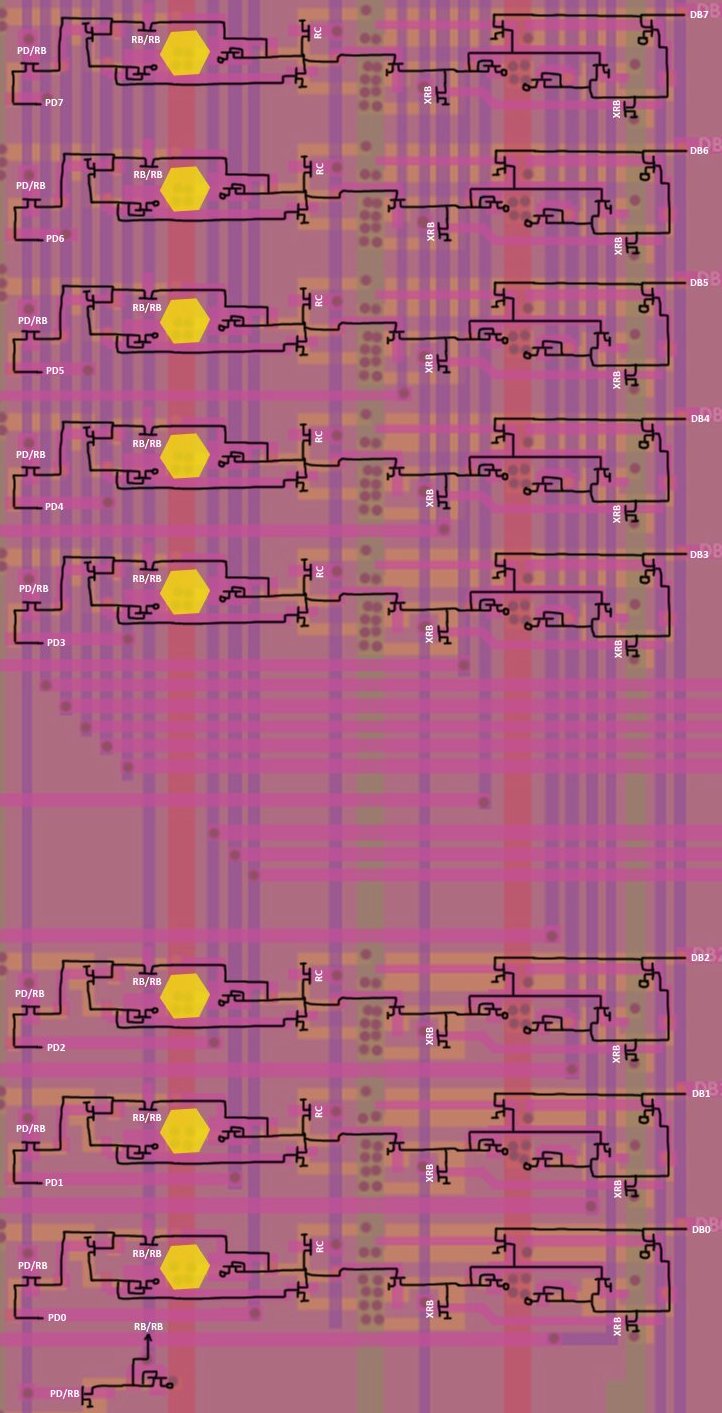 DB7
RB/RB
RC
PD/RB
XRB
XRB
PD7
DB6
RB/RB
RC
PD/RB
XRB
XRB
PD6
DB5
RB/RB
RC
PD/RB
XRB
XRB
PD5
DB4
RB/RB
RC
PD/RB
XRB
XRB
PD4
DB3
RB/RB
RC
PD/RB
XRB
XRB
PD3
DB2
RB/RB
RC
PD/RB
XRB
XRB
PD2
DB1
RB/RB
RC
PD/RB
XRB
XRB
PD1
DB0
RB/RB
RC
PD/RB
XRB
XRB
PD0
RB/RB
PD/RB